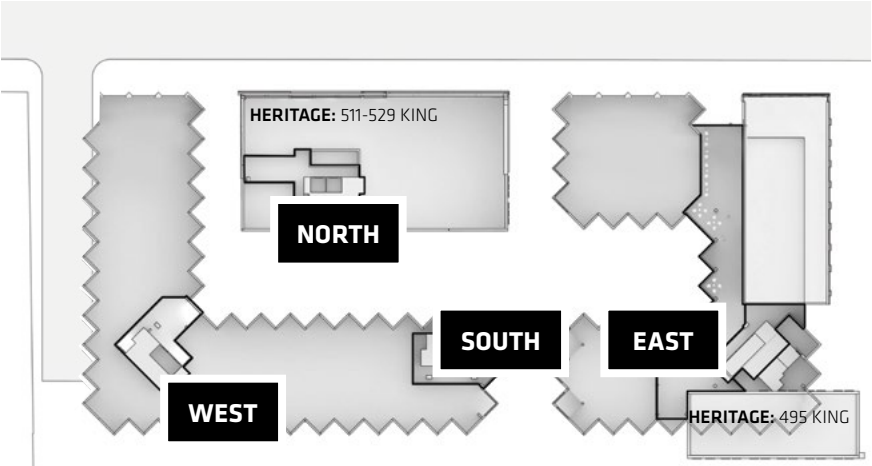 HERITAGE: 511-529 KING
NORTH
SOUTH
EAST
WEST
HERITAGE: 495 KING